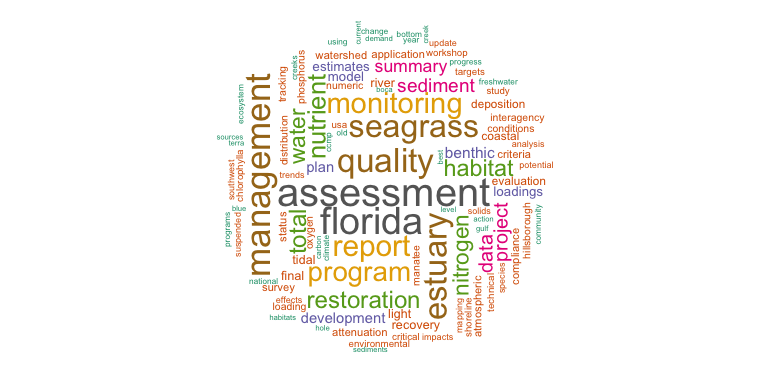 current
change
creek
using
demand
bottom
year
update
watershed
application
workshop
creeks
estimates
summary
progress
tracking
phosphorus
model
targets
numeric
river
sediment
freshwater
ecosystem
boca
study
management
nutrient
monitoring
deposition
water
usa
seagrass
interagency
conditions
sources
terra
distribution
old
coastal
ccmp
analysis
southwest
chlorophylla
plan
quality
best
benthic
criteria
trends
habitat
potential
evaluation
assessment
loadings
programs
blue
suspended
status
total
oxygen
florida
level
solids
project
hillsborough
community
carbon
climate
report
estuary
action
gulf
data
compliance
tidal
manatee
nitrogen
species
technical
national
final
program
survey
atmospheric
effects
loading
restoration
shoreline
mapping
habitats
development
light
hole
attenuation
recovery
critical
impacts
environmental
sediments